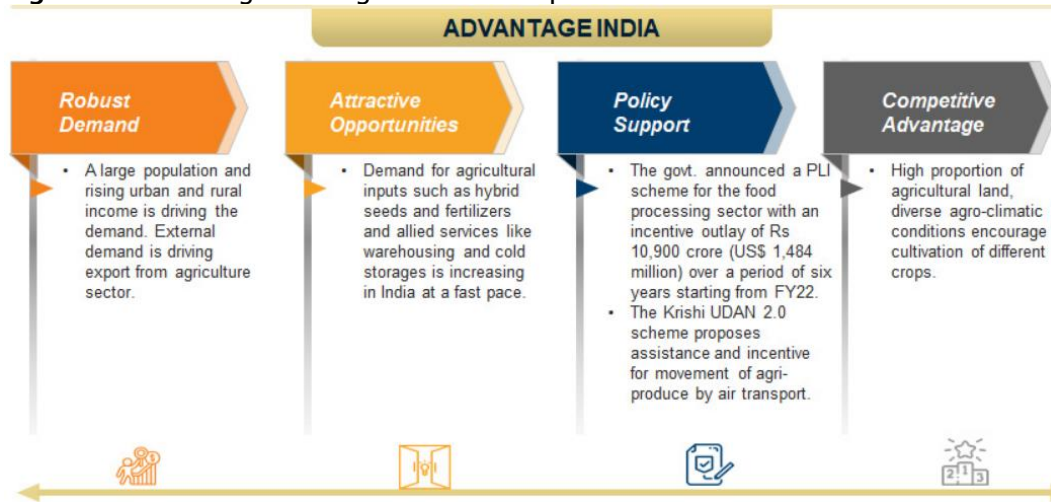 ADVANTAGE INDIA
Robust
Demand
• A large population and
rising urban and rural
income is driving the
demand. External
demand is driving
export from agriculture
sector.
Attractive
Opportunities
• Demand for agricultural
inputs such as hybrid
seeds and fertilizers
and allied services like
warehousing and cold
storages is increasing
in India at a fast pace.
Policy
Support
• The govt. announced a PLI
scheme for the food
processing sector with an
incentive outlay of Rs
10,900 crore (US$ 1,484
million) over a period of six
years starting from FY22.
• The Krishi UDAN 2.0
scheme proposes
assistance and incentive
for movement of agri-
produce by air transport.
Competitive
Advantage
• High proportion of
agricultural land,
diverse agro-climatic
conditions encourage
cultivation of different
crops.
2 1 3